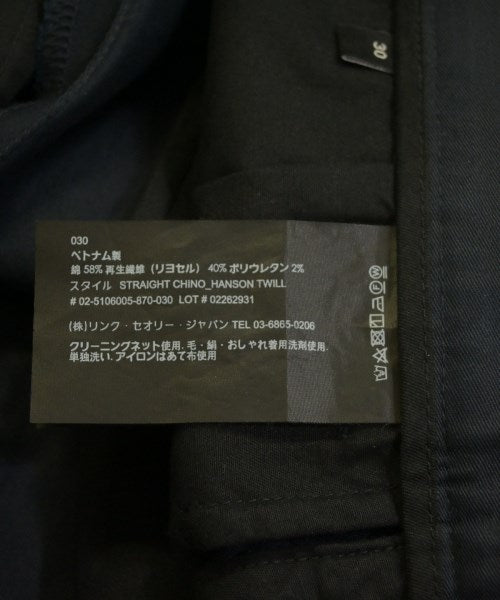 30
030
ベトナム製
綿 58% 再生繊維 (リヨセル) 40% ポリウレタン 2%
スタイル STRAIGHT CHINO_HANSON TWILL
# 02-5106005-870-030 LOT # 02262931
(株)リンク・セオリー・ジャパン TEL 03-6865-0206
クリーニングネット使用. 毛・絹・おしゃれ着用洗剤使用.
単独洗い. アイロンはあて布使用